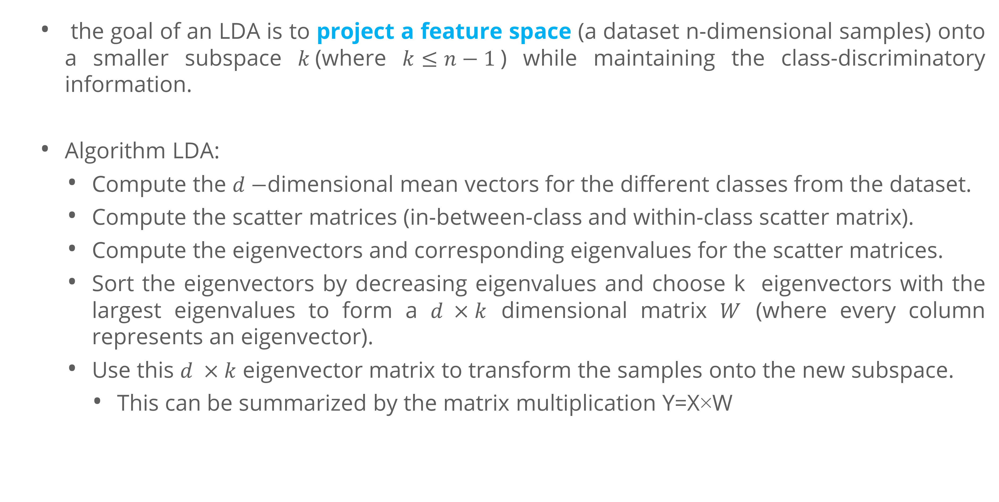 • the goal of an LDA is to project a feature space (a dataset n-dimensional samples) onto
a smaller subspace k (where k ≤ n − 1 ) while maintaining the class-discriminatory
information.
• Algorithm LDA:
• Compute the d −dimensional mean vectors for the different classes from the dataset.
• Compute the scatter matrices (in-between-class and within-class scatter matrix).
• Compute the eigenvectors and corresponding eigenvalues for the scatter matrices.
• Sort the eigenvectors by decreasing eigenvalues and choose k eigenvectors with the
largest eigenvalues to form a d × k dimensional matrix W (where every column
represents an eigenvector).
• Use this d × k eigenvector matrix to transform the samples onto the new subspace.
• This can be summarized by the matrix multiplication Y=X×W